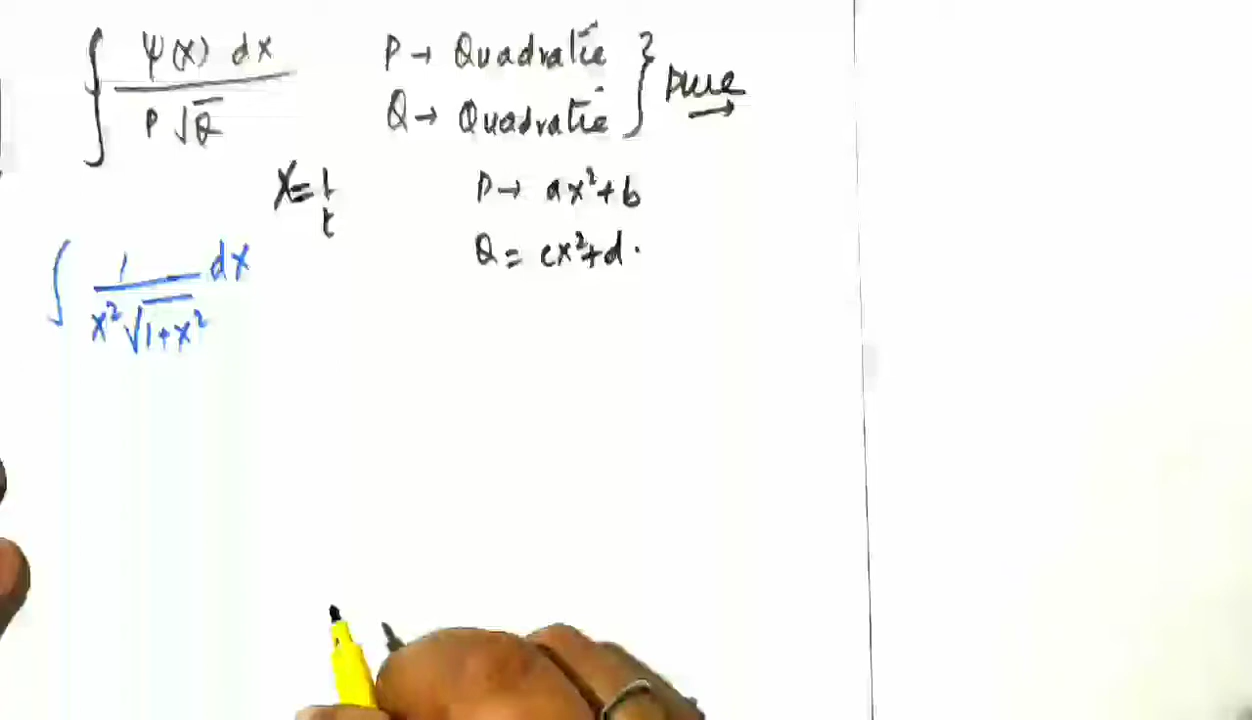 ∫ ψ(x) dx / P√Q
P → Quadratic
Q → Quadratic } Pure →
x = 1/t
P → ax²+b
Q = cx²+d.
∫ 1 / x²√1+x² dx